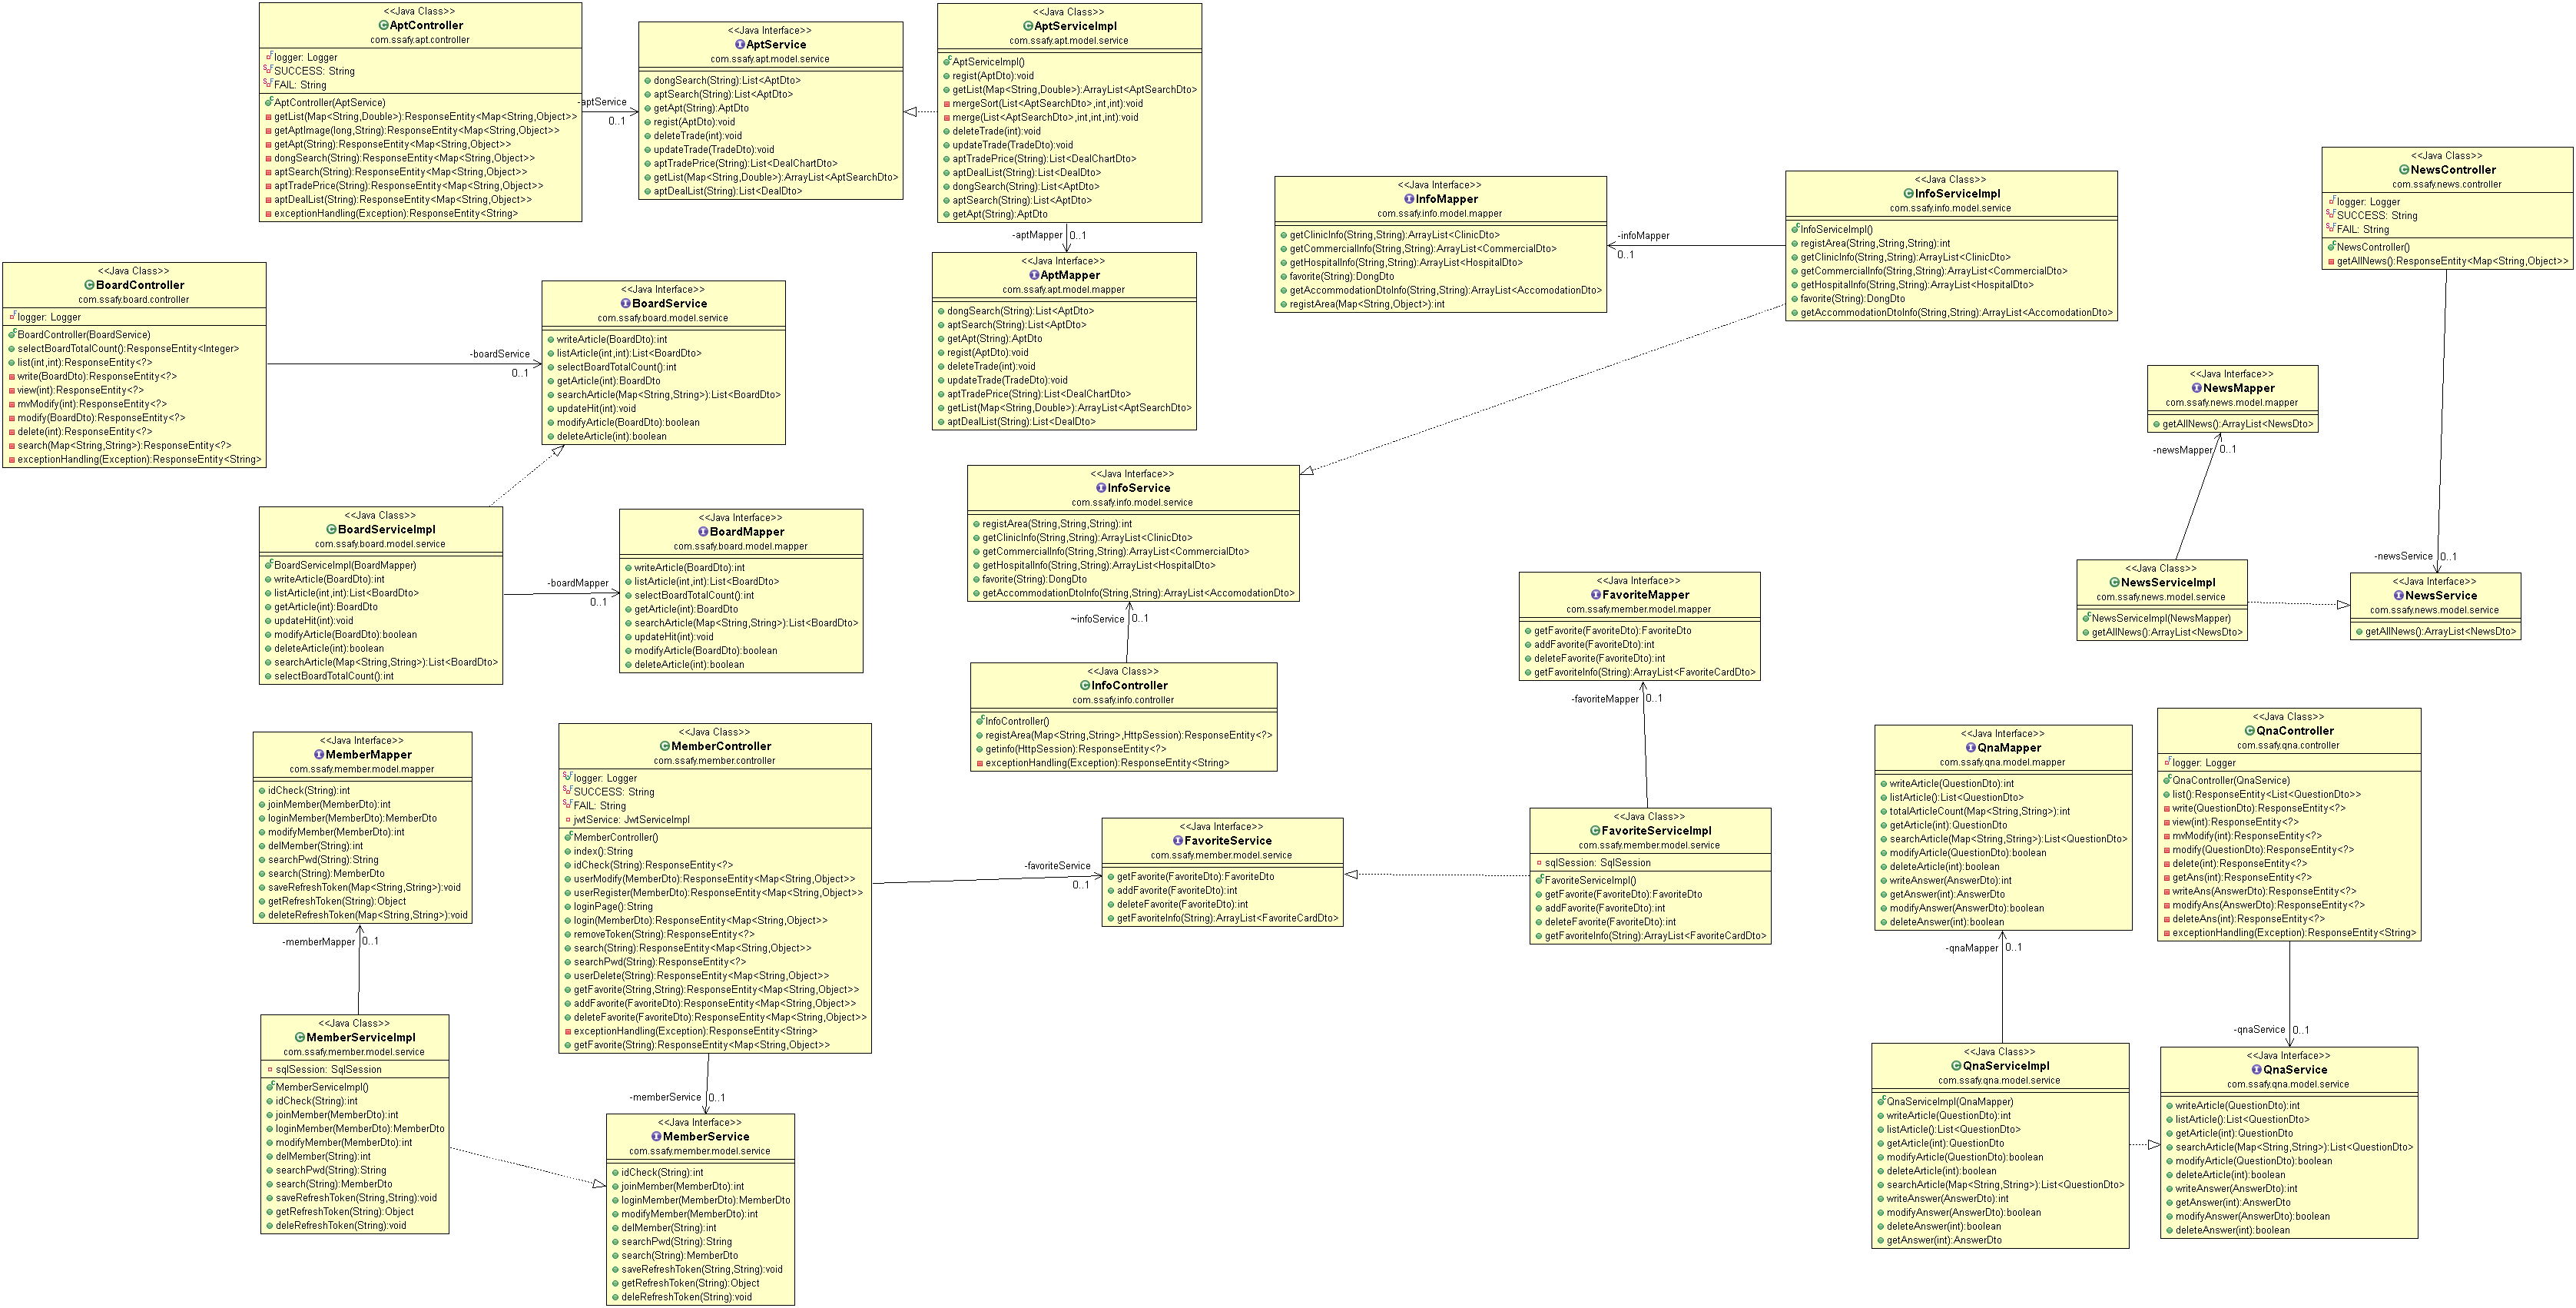 <<Java Class>>
AptController
com.ssafy.apt.controller
logger: Logger
SUCCESS: String
FAIL: String
AptController(AptService)
getList(Map<String,Double>):ResponseEntity<Map<String,Object>>
getAptImage(long,String):ResponseEntity<Map<String,Object>>
getApt(String):ResponseEntity<Map<String,Object>>
dongSearch(String):ResponseEntity<Map<String,Object>>
aptSearch(String):ResponseEntity<Map<String,Object>>
aptTradePrice(String):ResponseEntity<Map<String,Object>>
aptDealList(String):ResponseEntity<Map<String,Object>>
exceptionHandling(Exception):ResponseEntity<String>
-aptService
0..1
<<Java Interface>>
AptService
com.ssafy.apt.model.service
dongSearch(String):List<AptDto>
aptSearch(String):List<AptDto>
getApt(String):AptDto
regist(AptDto):void
deleteTrade(int):void
updateTrade(TradeDto):void
aptTradePrice(String):List<DealChartDto>
getList(Map<String,Double>):ArrayList<AptSearchDto>
aptDealList(String):List<DealDto>
<<Java Class>>
AptServiceImpl
com.ssafy.apt.model.service
AptServiceImpl()
regist(AptDto):void
getList(Map<String,Double>):ArrayList<AptSearchDto>
mergeSort(List<AptSearchDto>,int,int):void
merge(List<AptSearchDto>,int,int,int):void
deleteTrade(int):void
updateTrade(TradeDto):void
aptTradePrice(String):List<DealChartDto>
aptDealList(String):List<DealDto>
dongSearch(String):List<AptDto>
aptSearch(String):List<AptDto>
getApt(String):AptDto
-aptMapper
0..1
<<Java Interface>>
AptMapper
com.ssafy.apt.model.mapper
dongSearch(String):List<AptDto>
aptSearch(String):List<AptDto>
getApt(String):AptDto
regist(AptDto):void
deleteTrade(int):void
updateTrade(TradeDto):void
aptTradePrice(String):List<DealChartDto>
getList(Map<String,Double>):ArrayList<AptSearchDto>
aptDealList(String):List<DealDto>
<<Java Interface>>
InfoMapper
com.ssafy.info.model.mapper
getClinicInfo(String,String):ArrayList<ClinicDto>
getCommercialInfo(String,String):ArrayList<CommercialDto>
getHospitalInfo(String,String):ArrayList<HospitalDto>
favorite(String):DongDto
getAccommodationDtoInfo(String,String):ArrayList<AccomodationDto>
registArea(Map<String,Object>):int
-infoMapper
0..1
<<Java Class>>
InfoServiceImpl
com.ssafy.info.model.service
InfoServiceImpl()
registArea(String,String,String):int
getClinicInfo(String,String):ArrayList<ClinicDto>
getCommercialInfo(String,String):ArrayList<CommercialDto>
getHospitalInfo(String,String):ArrayList<HospitalDto>
favorite(String):DongDto
getAccommodationDtoInfo(String,String):ArrayList<AccomodationDto>
<<Java Class>>
NewsController
com.ssafy.news.controller
logger: Logger
SUCCESS: String
FAIL: String
NewsController()
getAllNews():ResponseEntity<Map<String,Object>>
<<Java Class>>
BoardController
com.ssafy.board.controller
logger: Logger
BoardController(BoardService)
selectBoardTotalCount():ResponseEntity<Integer>
list(int,int):ResponseEntity<?>
write(BoardDto):ResponseEntity<?>
view(int):ResponseEntity<?>
mvModify(int):ResponseEntity<?>
modify(BoardDto):ResponseEntity<?>
delete(int):ResponseEntity<?>
search(Map<String,String>):ResponseEntity<?>
exceptionHandling(Exception):ResponseEntity<String>
-boardService
0..1
<<Java Interface>>
BoardService
com.ssafy.board.model.service
writeArticle(BoardDto):int
listArticle(int,int):List<BoardDto>
selectBoardTotalCount():int
getArticle(int):BoardDto
searchArticle(Map<String,String>):List<BoardDto>
updateHit(int):void
modifyArticle(BoardDto):boolean
deleteArticle(int):boolean
<<Java Interface>>
NewsMapper
com.ssafy.news.model.mapper
getAllNews():ArrayList<NewsDto>
-newsMapper
0..1
<<Java Class>>
BoardServiceImpl
com.ssafy.board.model.service
BoardServiceImpl(BoardMapper)
writeArticle(BoardDto):int
listArticle(int,int):List<BoardDto>
getArticle(int):BoardDto
updateHit(int):void
modifyArticle(BoardDto):boolean
deleteArticle(int):boolean
searchArticle(Map<String,String>):List<BoardDto>
selectBoardTotalCount():int
-boardMapper
0..1
<<Java Interface>>
BoardMapper
com.ssafy.board.model.mapper
writeArticle(BoardDto):int
listArticle(int,int):List<BoardDto>
selectBoardTotalCount():int
getArticle(int):BoardDto
searchArticle(Map<String,String>):List<BoardDto>
updateHit(int):void
modifyArticle(BoardDto):boolean
deleteArticle(int):boolean
<<Java Interface>>
InfoService
com.ssafy.info.model.service
registArea(String,String,String):int
getClinicInfo(String,String):ArrayList<ClinicDto>
getCommercialInfo(String,String):ArrayList<CommercialDto>
getHospitalInfo(String,String):ArrayList<HospitalDto>
favorite(String):DongDto
getAccommodationDtoInfo(String,String):ArrayList<AccomodationDto>
~infoService
0..1
<<Java Class>>
InfoController
com.ssafy.info.controller
InfoController()
registArea(Map<String,String>,HttpSession):ResponseEntity<?>
getinfo(HttpSession):ResponseEntity<?>
exceptionHandling(Exception):ResponseEntity<String>
<<Java Interface>>
FavoriteMapper
com.ssafy.member.model.mapper
getFavorite(FavoriteDto):FavoriteDto
addFavorite(FavoriteDto):int
deleteFavorite(FavoriteDto):int
getFavoriteInfo(String):ArrayList<FavoriteCardDto>
-favoriteMapper
0..1
<<Java Class>>
NewsServiceImpl
com.ssafy.news.model.service
NewsServiceImpl(NewsMapper)
getAllNews():ArrayList<NewsDto>
-newsService
0..1
<<Java Interface>>
NewsService
com.ssafy.news.model.service
getAllNews():ArrayList<NewsDto>
<<Java Interface>>
MemberMapper
com.ssafy.member.model.mapper
idCheck(String):int
joinMember(MemberDto):int
loginMember(MemberDto):MemberDto
modifyMember(MemberDto):int
delMember(String):int
searchPwd(String):String
search(String):MemberDto
saveRefreshToken(Map<String,String>):void
getRefreshToken(String):Object
deleteRefreshToken(Map<String,String>):void
-memberMapper
0..1
<<Java Class>>
MemberController
com.ssafy.member.controller
logger: Logger
SUCCESS: String
FAIL: String
jwtService: JwtServiceImpl
MemberController()
index():String
idCheck(String):ResponseEntity<?>
userModify(MemberDto):ResponseEntity<Map<String,Object>>
userRegister(MemberDto):ResponseEntity<Map<String,Object>>
loginPage():String
login(MemberDto):ResponseEntity<Map<String,Object>>
removeToken(String):ResponseEntity<?>
search(String):ResponseEntity<Map<String,Object>>
searchPwd(String):ResponseEntity<?>
userDelete(String):ResponseEntity<Map<String,Object>>
getFavorite(String,String):ResponseEntity<Map<String,Object>>
addFavorite(FavoriteDto):ResponseEntity<Map<String,Object>>
deleteFavorite(FavoriteDto):ResponseEntity<Map<String,Object>>
exceptionHandling(Exception):ResponseEntity<String>
getFavorite(String):ResponseEntity<Map<String,Object>>
-favoriteService
0..1
<<Java Interface>>
FavoriteService
com.ssafy.member.model.service
getFavorite(FavoriteDto):FavoriteDto
addFavorite(FavoriteDto):int
deleteFavorite(FavoriteDto):int
getFavoriteInfo(String):ArrayList<FavoriteCardDto>
<<Java Class>>
FavoriteServiceImpl
com.ssafy.member.model.service
sqlSession: SqlSession
FavoriteServiceImpl()
getFavorite(FavoriteDto):FavoriteDto
addFavorite(FavoriteDto):int
deleteFavorite(FavoriteDto):int
getFavoriteInfo(String):ArrayList<FavoriteCardDto>
<<Java Interface>>
QnaMapper
com.ssafy.qna.model.mapper
writeArticle(QuestionDto):int
listArticle():List<QuestionDto>
totalArticleCount(Map<String,String>):int
getArticle(int):QuestionDto
searchArticle(Map<String,String>):List<QuestionDto>
modifyArticle(QuestionDto):boolean
deleteArticle(int):boolean
writeAnswer(AnswerDto):int
getAnswer(int):AnswerDto
modifyAnswer(AnswerDto):boolean
deleteAnswer(int):boolean
-qnaMapper
0..1
<<Java Class>>
QnaController
com.ssafy.qna.controller
logger: Logger
QnaController(QnaService)
list():ResponseEntity<List<QuestionDto>>
write(QuestionDto):ResponseEntity<?>
view(int):ResponseEntity<?>
mvModify(int):ResponseEntity<?>
modify(QuestionDto):ResponseEntity<?>
delete(int):ResponseEntity<?>
getAns(int):ResponseEntity<?>
writeAns(AnswerDto):ResponseEntity<?>
modifyAns(AnswerDto):ResponseEntity<?>
deleteAns(int):ResponseEntity<?>
exceptionHandling(Exception):ResponseEntity<String>
-qnaService
0..1
<<Java Class>>
MemberServiceImpl
com.ssafy.member.model.service
sqlSession: SqlSession
MemberServiceImpl()
idCheck(String):int
joinMember(MemberDto):int
loginMember(MemberDto):MemberDto
modifyMember(MemberDto):int
delMember(String):int
searchPwd(String):String
search(String):MemberDto
saveRefreshToken(String,String):void
getRefreshToken(String):Object
deleRefreshToken(String):void
-memberService
0..1
<<Java Interface>>
MemberService
com.ssafy.member.model.service
idCheck(String):int
joinMember(MemberDto):int
loginMember(MemberDto):MemberDto
modifyMember(MemberDto):int
delMember(String):int
searchPwd(String):String
search(String):MemberDto
saveRefreshToken(String,String):void
getRefreshToken(String):Object
deleRefreshToken(String):void
<<Java Class>>
QnaServiceImpl
com.ssafy.qna.model.service
QnaServiceImpl(QnaMapper)
writeArticle(QuestionDto):int
listArticle():List<QuestionDto>
getArticle(int):QuestionDto
modifyArticle(QuestionDto):boolean
deleteArticle(int):boolean
searchArticle(Map<String,String>):List<QuestionDto>
writeAnswer(AnswerDto):int
modifyAnswer(AnswerDto):boolean
deleteAnswer(int):boolean
getAnswer(int):AnswerDto
<<Java Interface>>
QnaService
com.ssafy.qna.model.service
writeArticle(QuestionDto):int
listArticle():List<QuestionDto>
getArticle(int):QuestionDto
searchArticle(Map<String,String>):List<QuestionDto>
modifyArticle(QuestionDto):boolean
deleteArticle(int):boolean
writeAnswer(AnswerDto):int
getAnswer(int):AnswerDto
modifyAnswer(AnswerDto):boolean
deleteAnswer(int):boolean